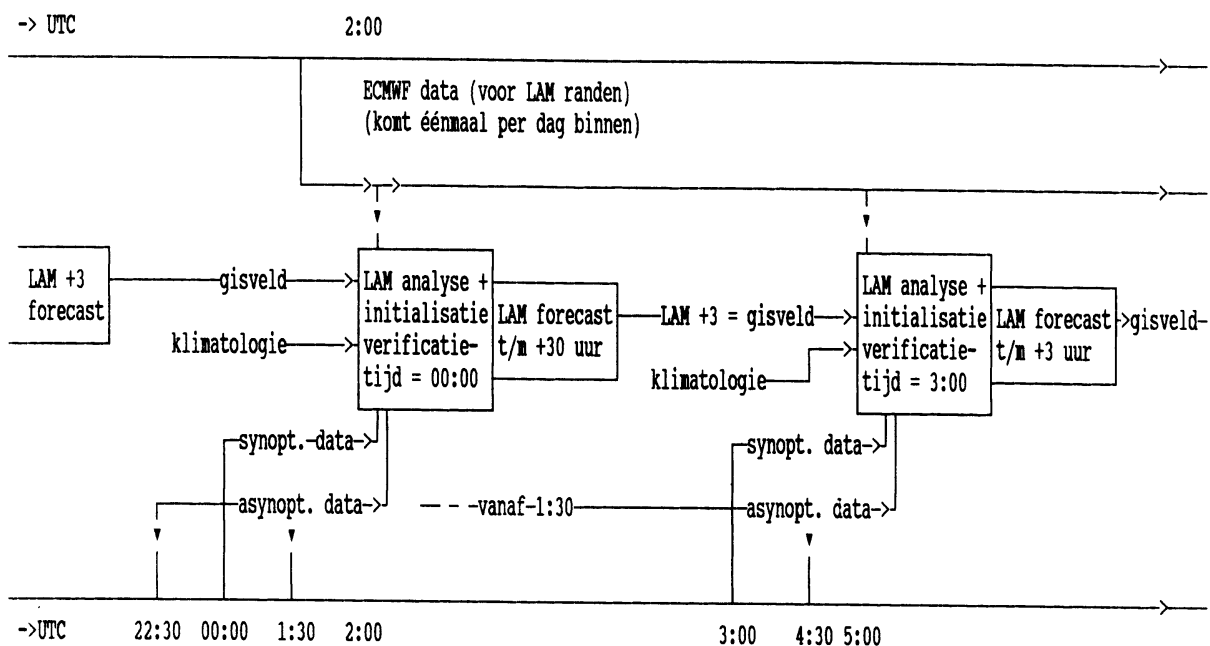 -> UTC 2:00
ECMWF data (voor LAM randen)
(komt éénmaal per dag binnen)
LAM +3
forecast
gisveld
klimatologie
LAM analyse +
initialisatie
verificatie-
tijd = 00:00
LAM forecast
t/m +30 uur
LAM +3 = gisveld
klimatologie
LAM analyse +
initialisatie
verificatie-
tijd = 3:00
LAM forecast
t/m +3 uur
gisveld
synopt. data
asynopt. data
vanaf 1:30
synopt. data
asynopt. data
->UTC 22:30 00:00 1:30 2:00 3:00 4:30 5:00